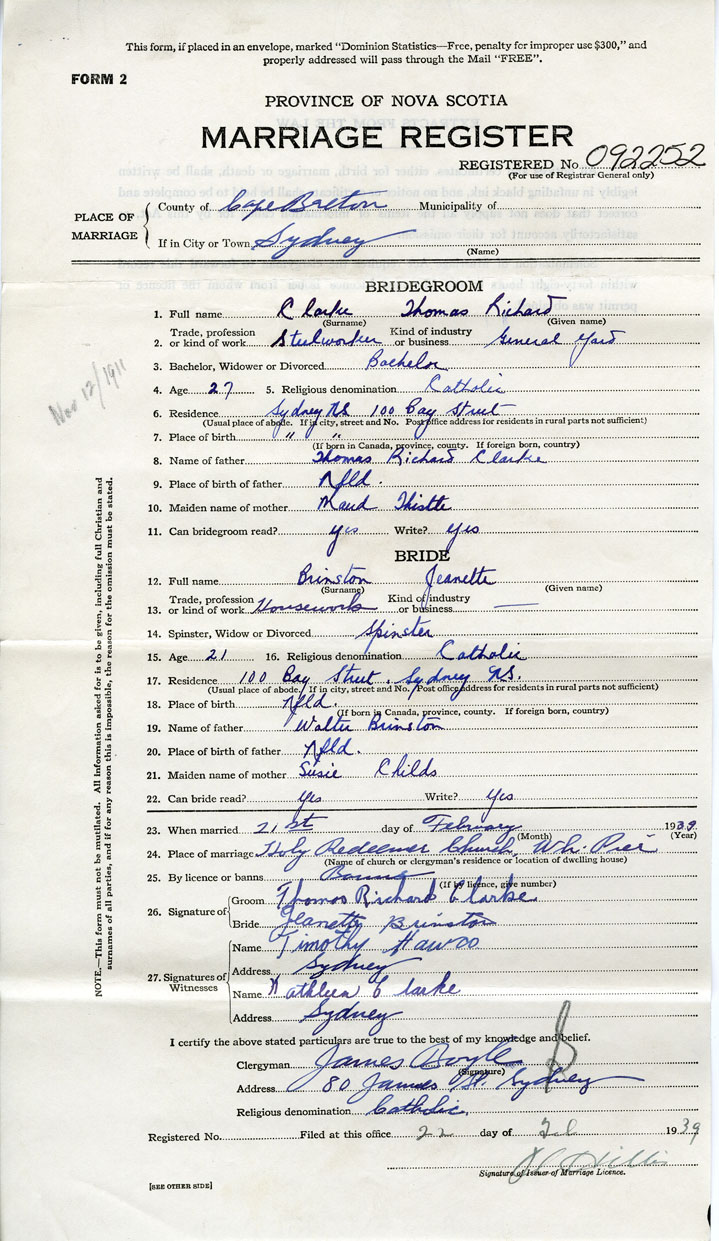 This form, if placed in an envelope, marked "Dominion Statistics—Free, penalty for improper use $300," and
properly addressed will pass through the Mail "FREE".
FORM 2
PROVINCE OF NOVA SCOTIA
MARRIAGE REGISTER
REGISTERED No 092252
(For use of Registrar General only)
PLACE OF MARRIAGE
County of Cape Breton Municipality of
If in City or Town Sydney
(Name)
BRIDEGROOM
1. Full name Clarke Thomas Richard
(Surname) (Given name)
2. Trade, profession or kind of work Steelworker Kind of industry or business General Yard
3. Bachelor, Widower or Divorced Bachelor
Nov 12/1911
4. Age 27 5. Religious denomination Catholic
6. Residence Sydney NS 100 Bay Street
(Usual place of abode. If in city, street and No. Post office address for residents in rural parts not sufficient)
7. Place of birth " "
(If born in Canada, province, county. If foreign born, country)
8. Name of father Thomas Richard Clarke
9. Place of birth of father Nfld.
10. Maiden name of mother Maud Thistle
11. Can bridegroom read? yes Write? yes
BRIDE
12. Full name Brinston Jeanette
(Surname) (Given name)
13. Trade, profession or kind of work Housework Kind of industry or business —
14. Spinster, Widow or Divorced Spinster
15. Age 21 16. Religious denomination Catholic
17. Residence 100 Bay Street, Sydney NS.
(Usual place of abode. If in city, street and No. Post office address for residents in rural parts not sufficient)
18. Place of birth Nfld.
(If born in Canada, province, county. If foreign born, country)
19. Name of father Walter Brinston
20. Place of birth of father Nfld.
21. Maiden name of mother Susie Childs
22. Can bride read? Yes Write? Yes
23. When married 21st day of February 1939
(Month) (Year)
24. Place of marriage Holy Redeemer Church, Wh. Pier
(Name of church or clergyman's residence or location of dwelling house)
25. By licence or banns Banns
(If by licence, give number)
26. Signature of
Groom Thomas Richard Clarke
Bride Jeanette Brinston
27. Signatures of Witnesses
Name Timothy
Address Sydney
Name Kathleen Clarke
Address Sydney
I certify the above stated particulars are true to the best of my knowledge and belief.
Clergyman James Boyle
(Signature)
Address 80 James St. Sydney
Religious denomination Catholic.
Registered No. Filed at this office 22 day of Feb 1939
Signature of Issuer of Marriage Licence.
[SEE OTHER SIDE]
NOTE.—This form must not be mutilated. All Information asked for is to be given, including full Christian and
surnames of all parties, and if for any reason this is impossible, the reason for the omission must be stated.